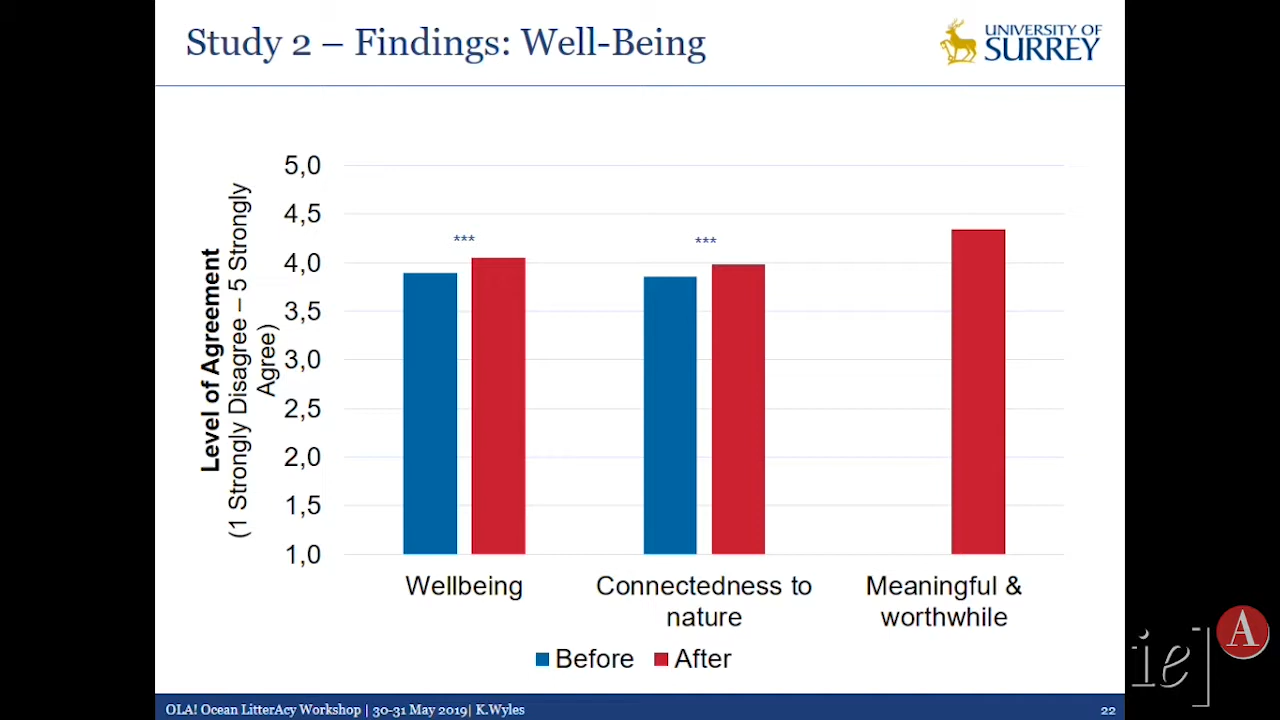 Study 2 – Findings: Well-Being
UNIVERSITY OF
SURREY
5,0
4,5
4,0
3,5
3,0
2,5
2,0
1,5
1,0
Level of Agreement
(1 Strongly Disagree – 5 Strongly
Agree)
***
***
Wellbeing
Connectedness to
nature
Meaningful &
worthwhile
Before
After
OLA! Ocean LitterAcy Workshop | 30-31 May 2019| K.Wyles
22
ie]
A